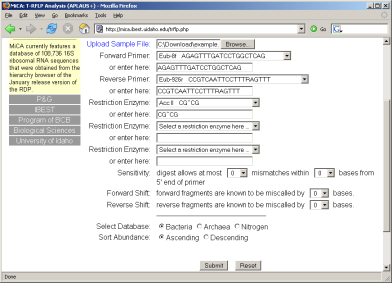 MiCA: T-RFLP Analysis (APLAUS+) - Mozilla Firefox
File Edit View Go Bookmarks Tools Help
http://mica.ibest.uidaho.edu/trflp.php
Go
MiCA currently features a
database of 108,736 16S
ribosomal RNA sequences
that were obtained from the
hierarchy browser of the
January release version of
the RDP.
P&G
IBEST
Program of BCB
Biological Sciences
University of Idaho
Upload Sample File: C:\Download\example. Browse...
Forward Primer: Eub-8f AGAGTTTGATCCTGGCTCAG
or enter here: AGAGTTTGATCCTGGCTCAG
Reverse Primer: Eub-926r CCGTCAATTCCTTTRAGTTT
or enter here: CCGTCAATTCCTTTRAGTTT
Restriction Enzyme: Acc II CG^CG
or enter here: CG^CG
Restriction Enzyme: Select a restriction enzyme here ...
or enter here:
Restriction Enzyme: Select a restriction enzyme here ...
or enter here:
Sensitivity: digest allows at most 0 mismatches within 0 bases from
5' end of primer
Forward Shift: forward fragments are known to be miscalled by 0 bases.
Reverse Shift: reverse fragments are known to be miscalled by 0 bases.
Select Database: Bacteria Archaea Nitrogen
Sort Abundance: Ascending Descending
Submit Reset
Done